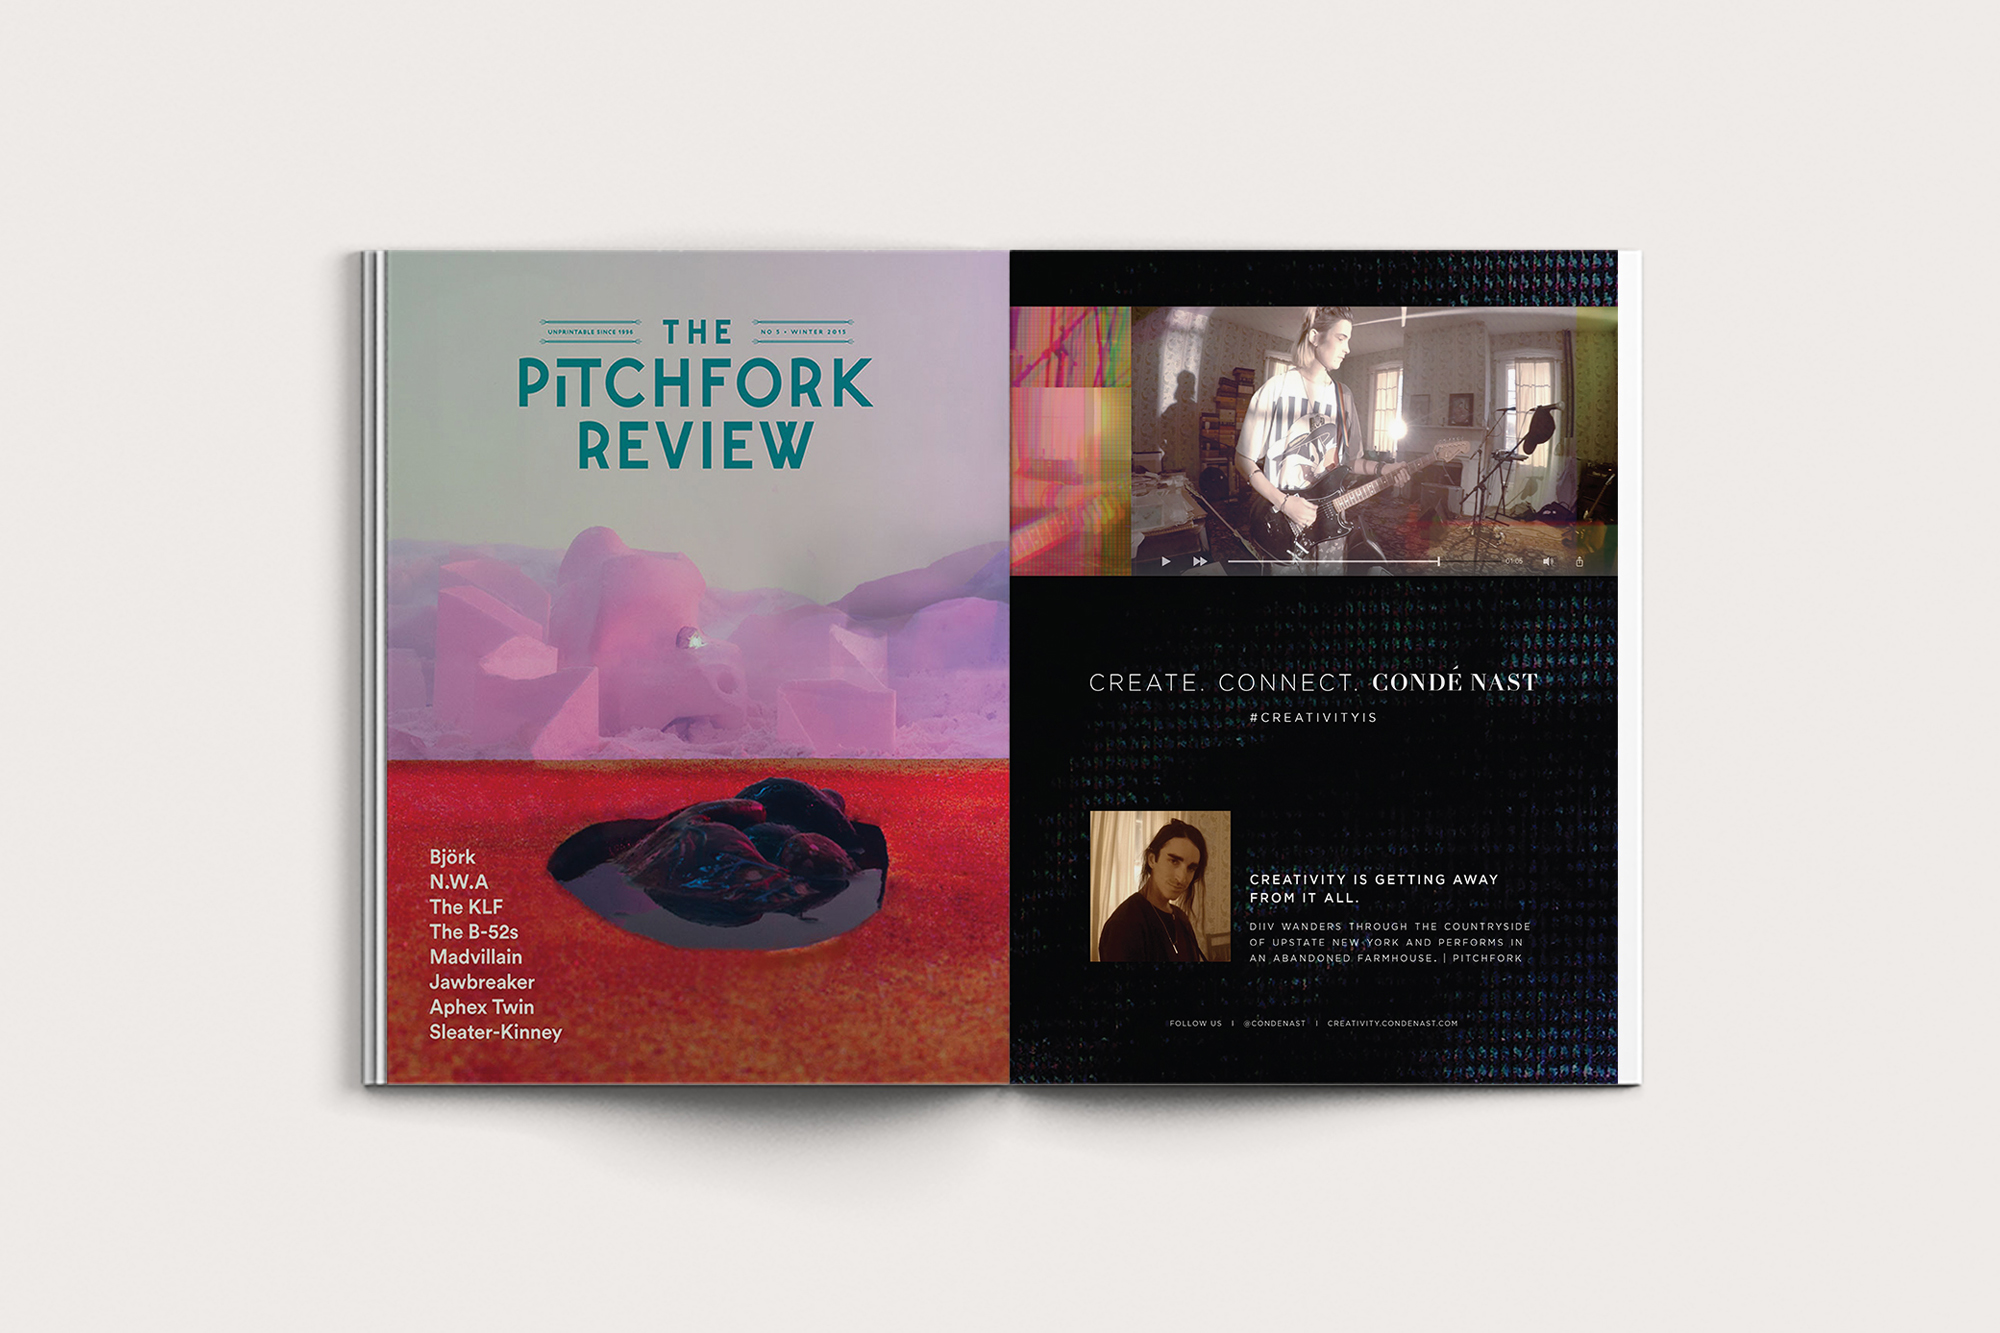 UNPRINTABLE SINCE 1996
THE
NO 5 • WINTER 2015
PiTCHFORK
REVIEW
Björk
N.W.A
The KLF
The B-52s
Madvillain
Jawbreaker
Aphex Twin
Sleater-Kinney
01:05
CREATE. CONNECT. CONDÉ NAST
#CREATIVITYIS
CREATIVITY IS GETTING AWAY
FROM IT ALL.
DIIV WANDERS THROUGH THE COUNTRYSIDE
OF UPSTATE NEW YORK AND PERFORMS IN
AN ABANDONED FARMHOUSE. | PITCHFORK
FOLLOW US | @CONDENAST | CREATIVITY.CONDENAST.COM